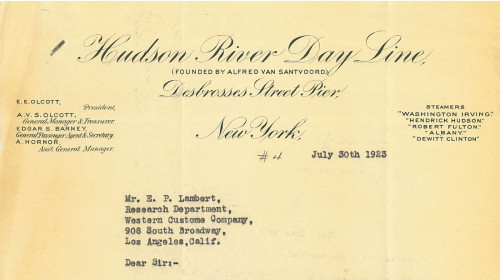 Hudson River Day Line,
(FOUNDED BY ALFRED VAN SANTVOORD)
Desbrosses Street Pier,
New York,
E.E. OLCOTT,
President,
A.V.S. OLCOTT,
General Manager & Treasurer.
EDGAR S. BARNEY,
General Passenger Agent & Secretary.
A. HORNOR,
Asst. General Manager.
STEAMERS
"WASHINGTON IRVING."
"HENDRICK HUDSON."
"ROBERT FULTON."
"ALBANY."
"DEWITT CLINTON"
#4 July 30th 1923
Mr. E. P. Lambert,
Research Department,
Western Custome Company,
908 South Broadway,
Los Angeles,Calif.
Dear Sir:-